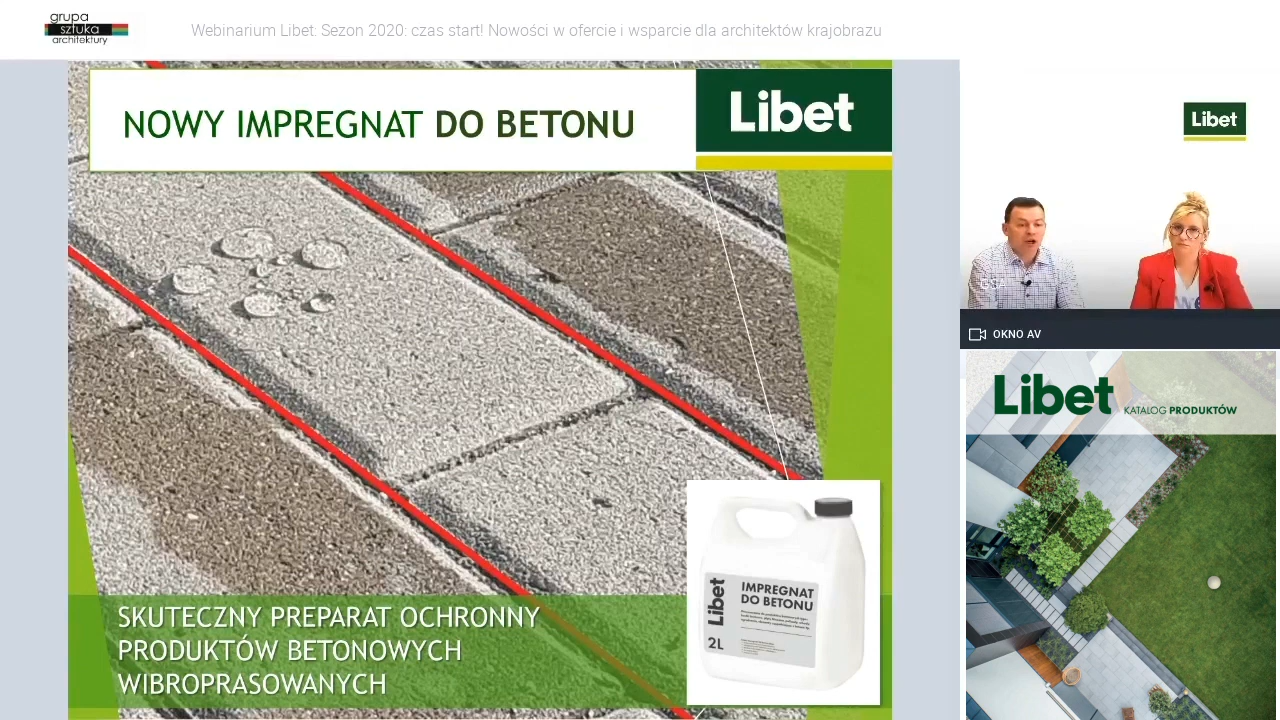 grupa
sztuka
architektury
Webinarium Libet: Sezon 2020: czas start! Nowości w ofercie i wsparcie dla architektów krajobrazu
NOWY IMPREGNAT DO BETONU
Libet
Libet
OKNO AV
Libet KATALOG PRODUKTÓW
Libet
IMPREGNAT
DO BETONU
2L
SKUTECZNY PREPARAT OCHRONNY
PRODUKTÓW BETONOWYCH
WIBROPRASOWANYCH